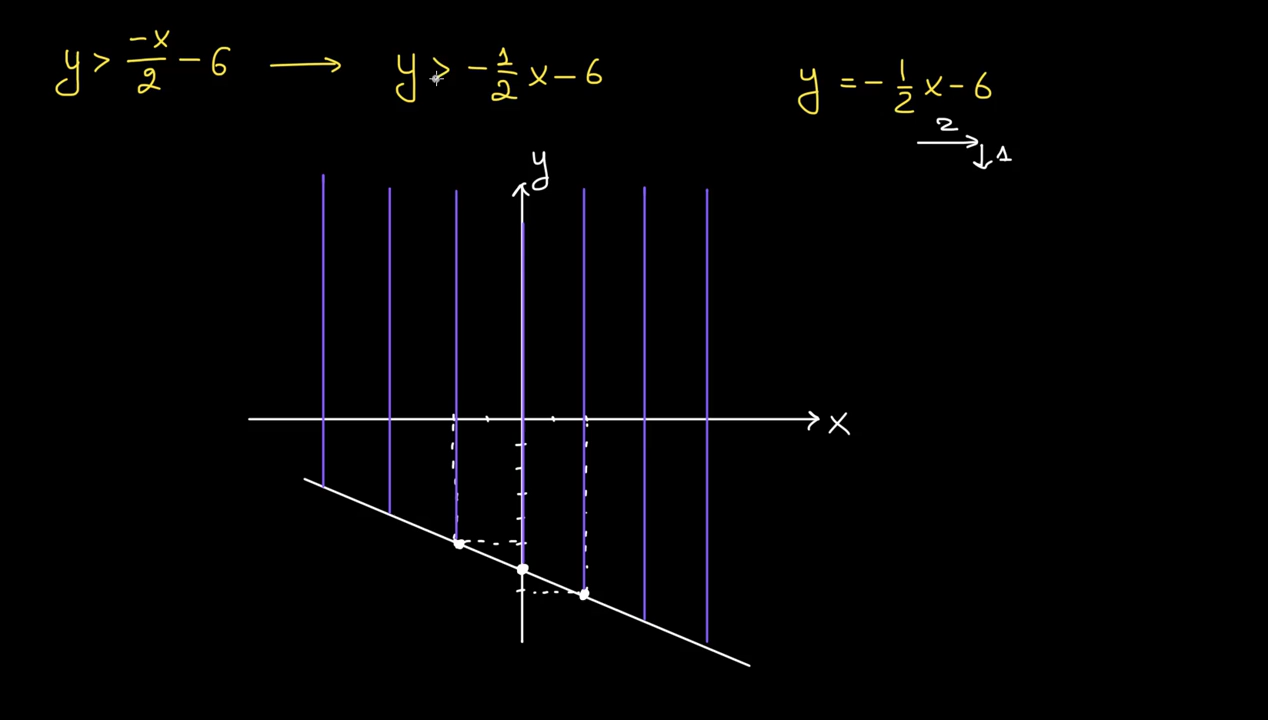 y > -x/2 - 6 ⟶ y > -1/2 x - 6
y = -1/2 x - 6
2
1
y
x